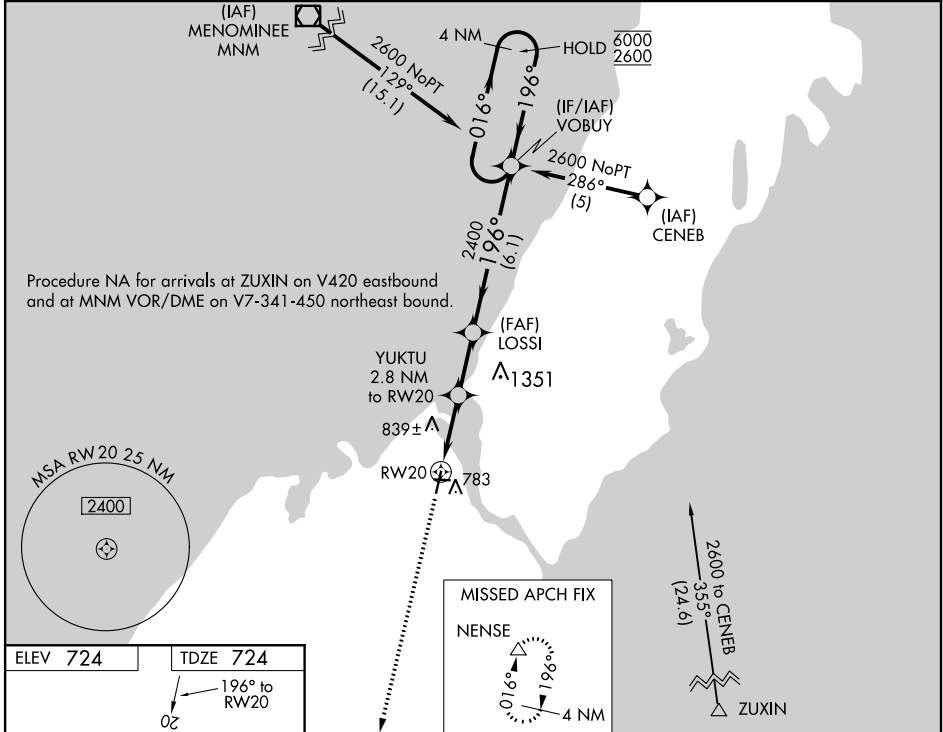 (IAF)
MENOMINEE
MNM
2600 NoPT
129°
(15.1)
4 NM
HOLD
6000
2600
016°
196°
(IF/IAF)
VOBUY
2600 NoPT
286°
(5)
(IAF)
CENEB
2400
196°
(6.1)
Procedure NA for arrivals at ZUXIN on V420 eastbound
and at MNM VOR/DME on V7-341-450 northeast bound.
(FAF)
LOSSI
YUKTU
2.8 NM
to RW20
1351
839±
RW20
783
MSA RW20 25 NM
2400
2600 to CENEB
355°
(24.6)
ZUXIN
MISSED APCH FIX
NENSE
016°
196°
4 NM
ELEV 724
TDZE 724
196° to
RW20
20